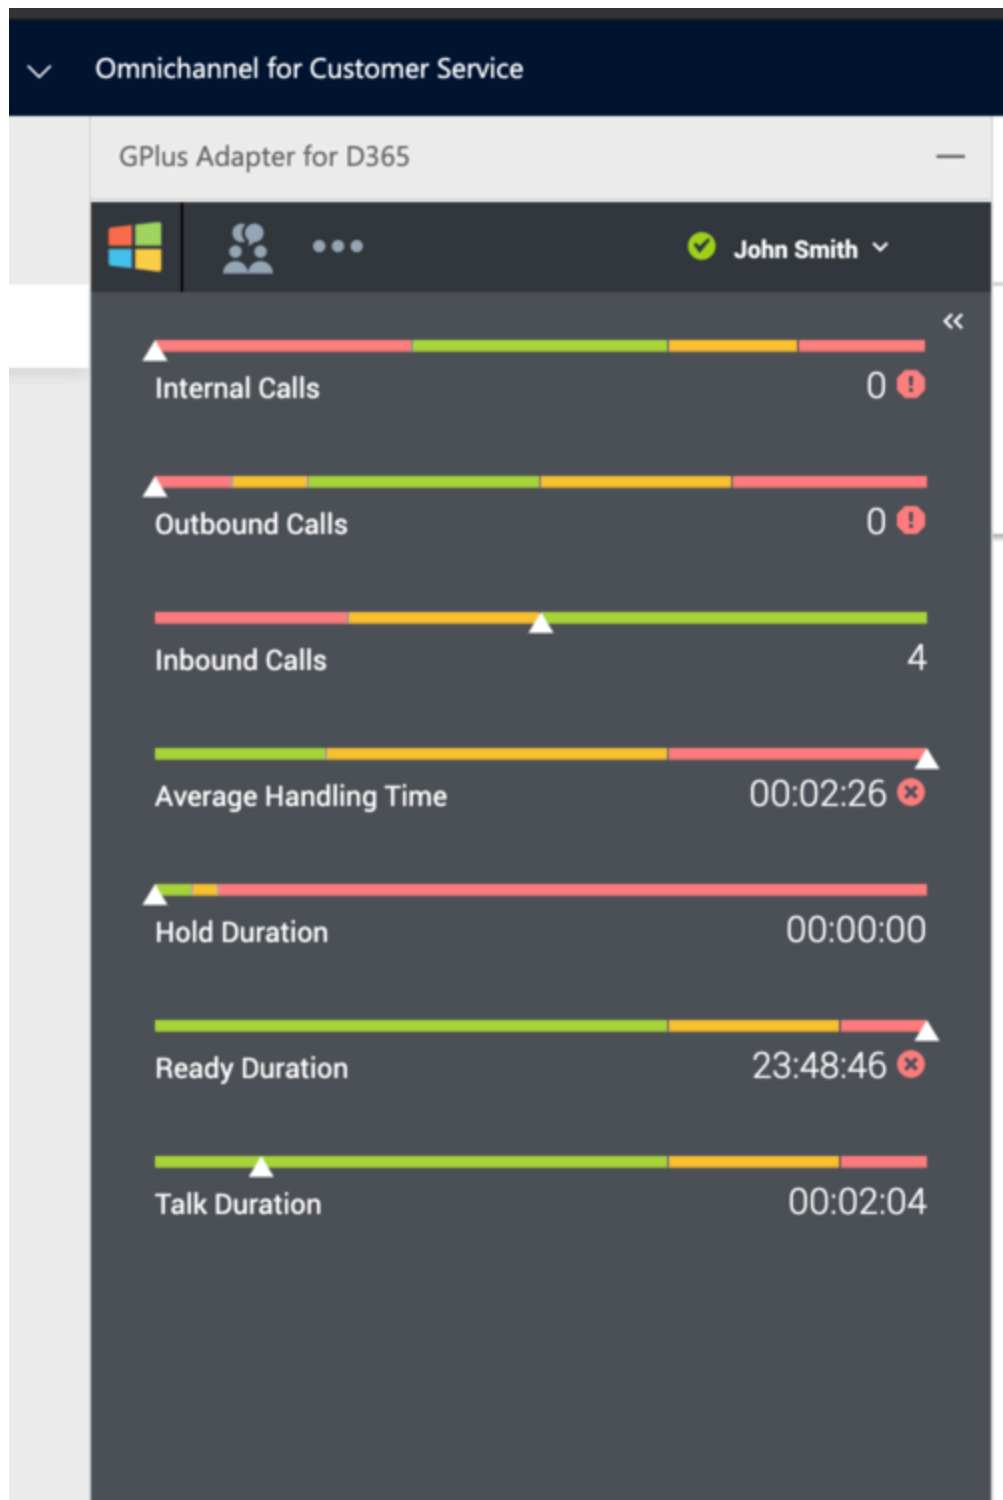 Omnichannel for Customer Service
GPlus Adapter for D365
John Smith
Internal Calls 0
Outbound Calls 0
Inbound Calls 4
Average Handling Time 00:02:26
Hold Duration 00:00:00
Ready Duration 23:48:46
Talk Duration 00:02:04